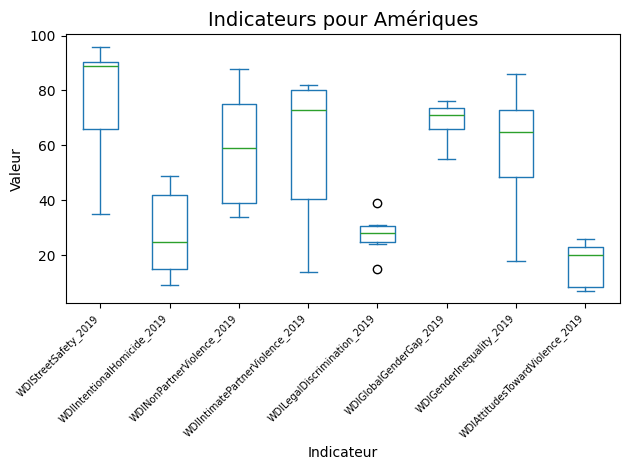 Indicateurs pour Amériques
Valeur
100
80
60
40
20
WDIStreetSafety_2019
WDIIntentionalHomicide_2019
WDINonPartnerViolence_2019
WDIIntimatePartnerViolence_2019
WDILegalDiscrimination_2019
WDIGlobalGenderGap_2019
WDIGenderInequality_2019
WDIAttitudesTowardViolence_2019
Indicateur